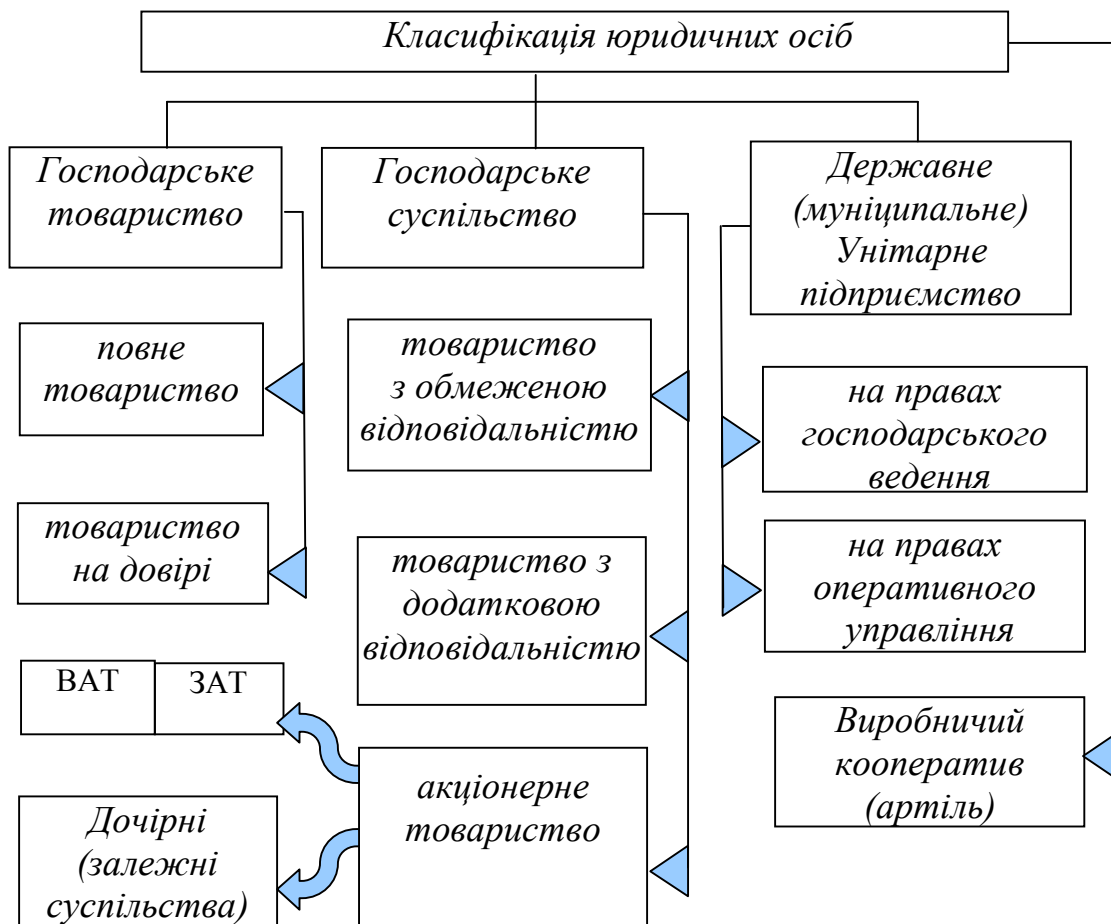 Класифікація юридичних осіб
Господарське
товариство
Господарське
суспільство
Державне
(муніципальне)
Унітарне
підприємство
повне
товариство
товариство
з обмеженою
відповідальністю
на правах
господарського
ведення
товариство
на довірі
товариство з
додатковою
відповідальністю
на правах
оперативного
управління
ВАТ
ЗАТ
Виробничий
кооператив
(артіль)
акціонерне
товариство
Дочірні
(залежні
суспільства)